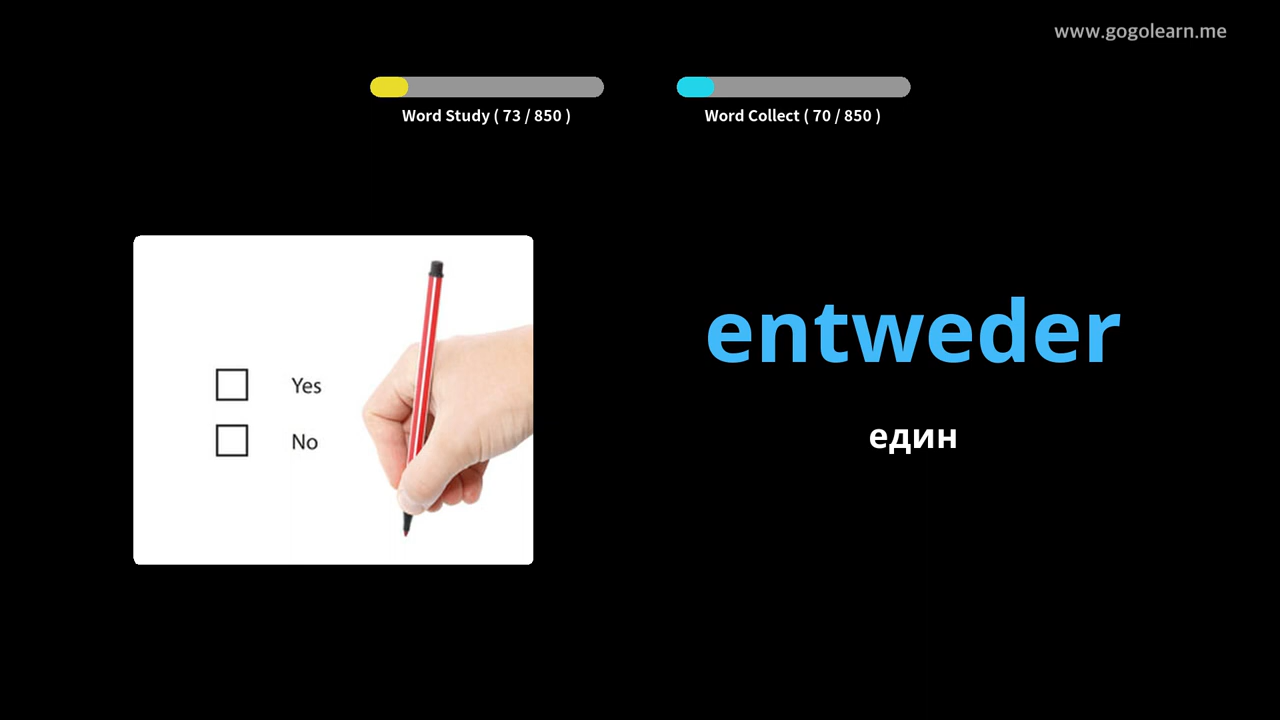 www.gogolearn.me
Word Study ( 73 / 850 )
Word Collect ( 70 / 850 )
Yes
No
entweder
един